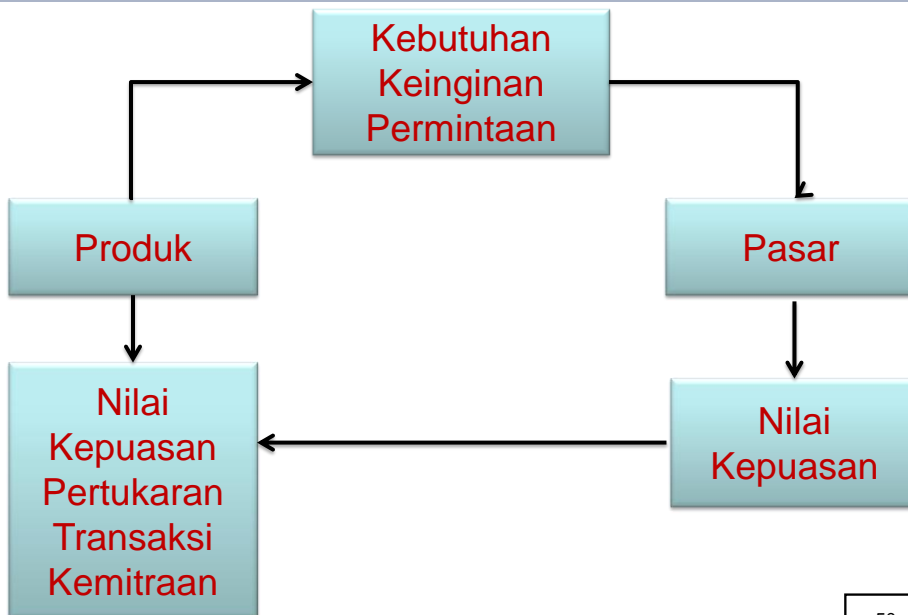 Kebutuhan
Keinginan
Permintaan
Produk
Pasar
Nilai
Kepuasan
Pertukaran
Transaksi
Kemitraan
Nilai
Kepuasan